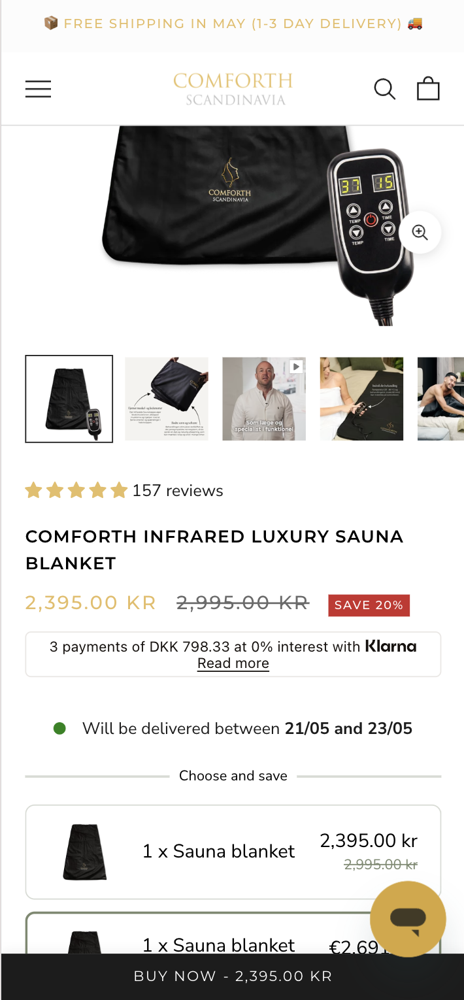 📦 FREE SHIPPING IN MAY (1-3 DAY DELIVERY) 🚚
COMFORTH
SCANDINAVIA
COMFORTH
SCANDINAVIA
37 15
TEMP TIME
TEMP TIME
Som læge og
specialist i funktionel
157 reviews
COMFORTH INFRARED LUXURY SAUNA
BLANKET
2,395.00 KR 2,995.00 KR SAVE 20%
3 payments of DKK 798.33 at 0% interest with Klarna
Read more
Will be delivered between 21/05 and 23/05
Choose and save
1 x Sauna blanket 2,395.00 kr
2,995.00 kr
1 x Sauna blanket €2,691
BUY NOW - 2,395.00 KR